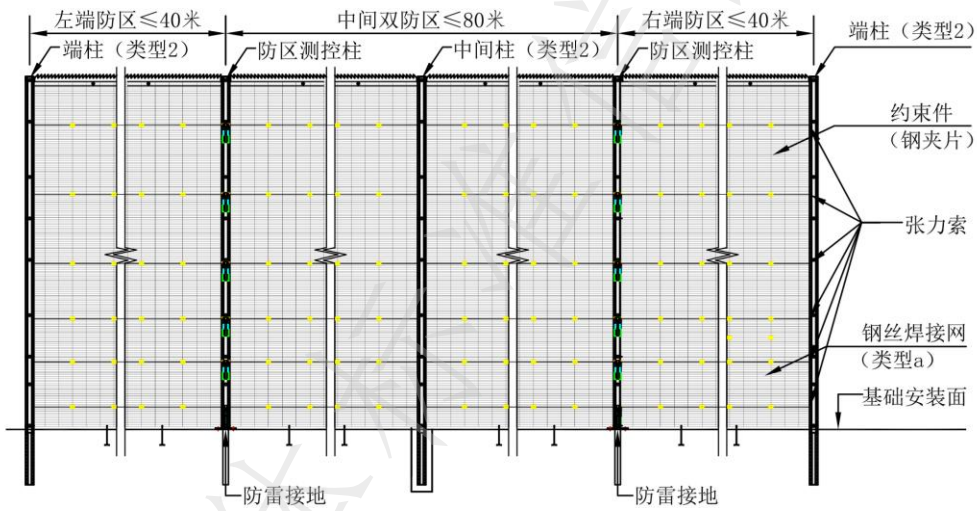 左端防区≤40米
中间双防区≤80米
右端防区≤40米
端柱（类型2）
防区测控柱
中间柱（类型2）
防区测控柱
端柱（类型2）
约束件
（钢夹片）
张力索
钢丝焊接网
（类型a）
基础安装面
防雷接地
防雷接地